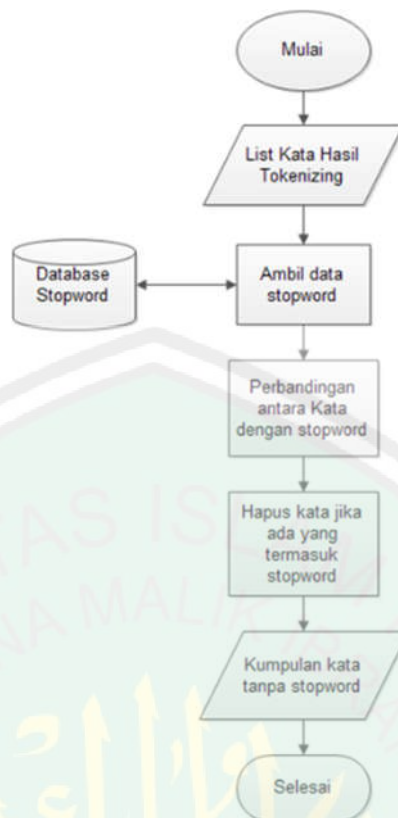 Mulai
List Kata Hasil
Tokenizing
Database
Stopword
Ambil data
stopword
Perbandingan
antara Kata
dengan stopword
Hapus kata jika
ada yang
termasuk
stopword
Kumpulan kata
tanpa stopword
Selesai